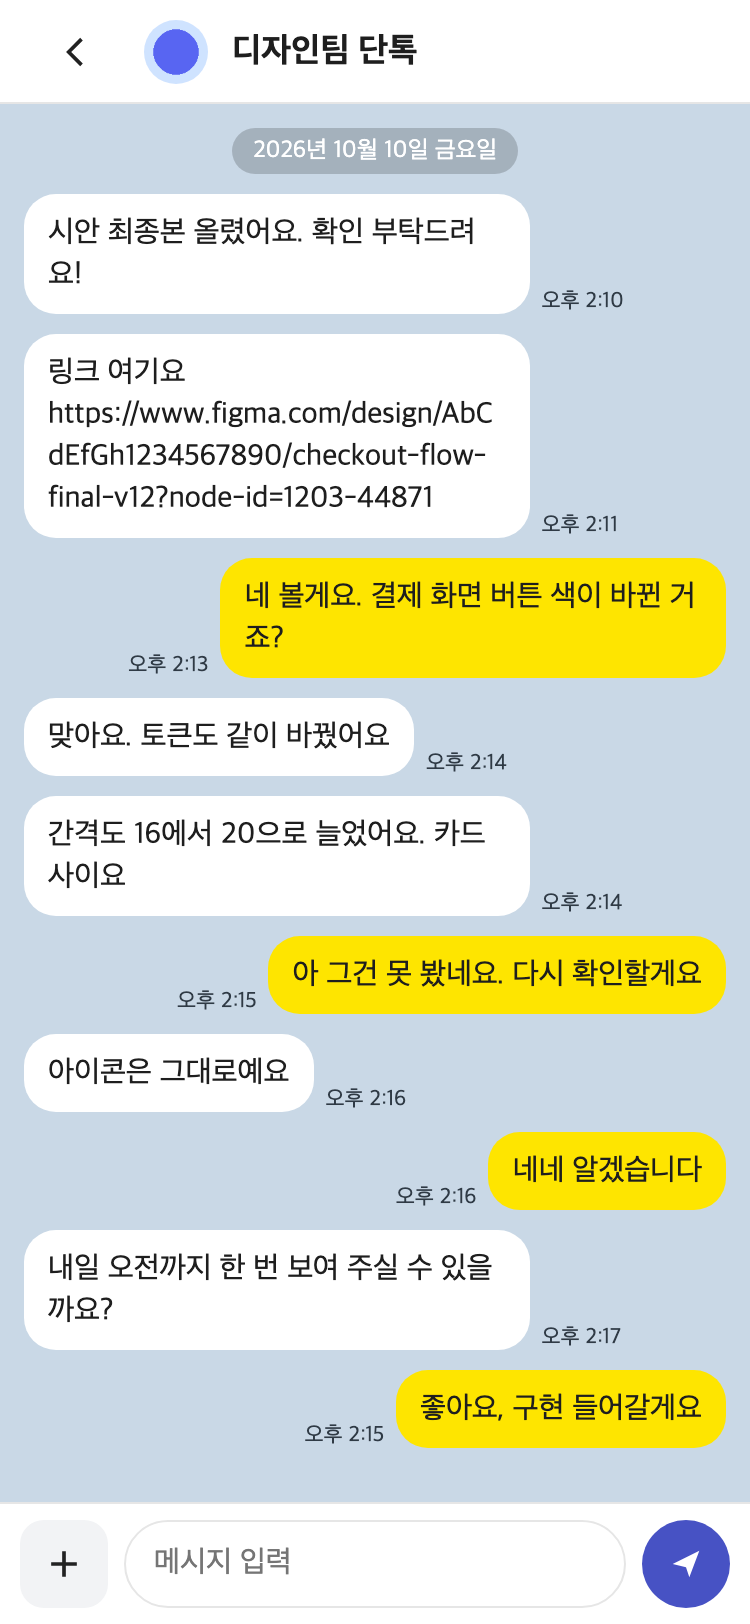 디자인팀 단톡
2026년 10월 10일 금요일
시안 최종본 올렸어요. 확인 부탁드려
요!
오후 2:10
링크 여기요
https://www.figma.com/design/AbC
dEfGh1234567890/checkout-flow-
final-v12?node-id=1203-44871
오후 2:11
네 볼게요. 결제 화면 버튼 색이 바뀐 거
죠?
오후 2:13
맞아요. 토큰도 같이 바꿨어요
오후 2:14
간격도 16에서 20으로 늘었어요. 카드
사이요
오후 2:14
아 그건 못 봤네요. 다시 확인할게요
오후 2:15
아이콘은 그대로예요
오후 2:16
네네 알겠습니다
오후 2:16
내일 오전까지 한 번 보여 주실 수 있을
까요?
오후 2:17
좋아요, 구현 들어갈게요
오후 2:15
메시지 입력